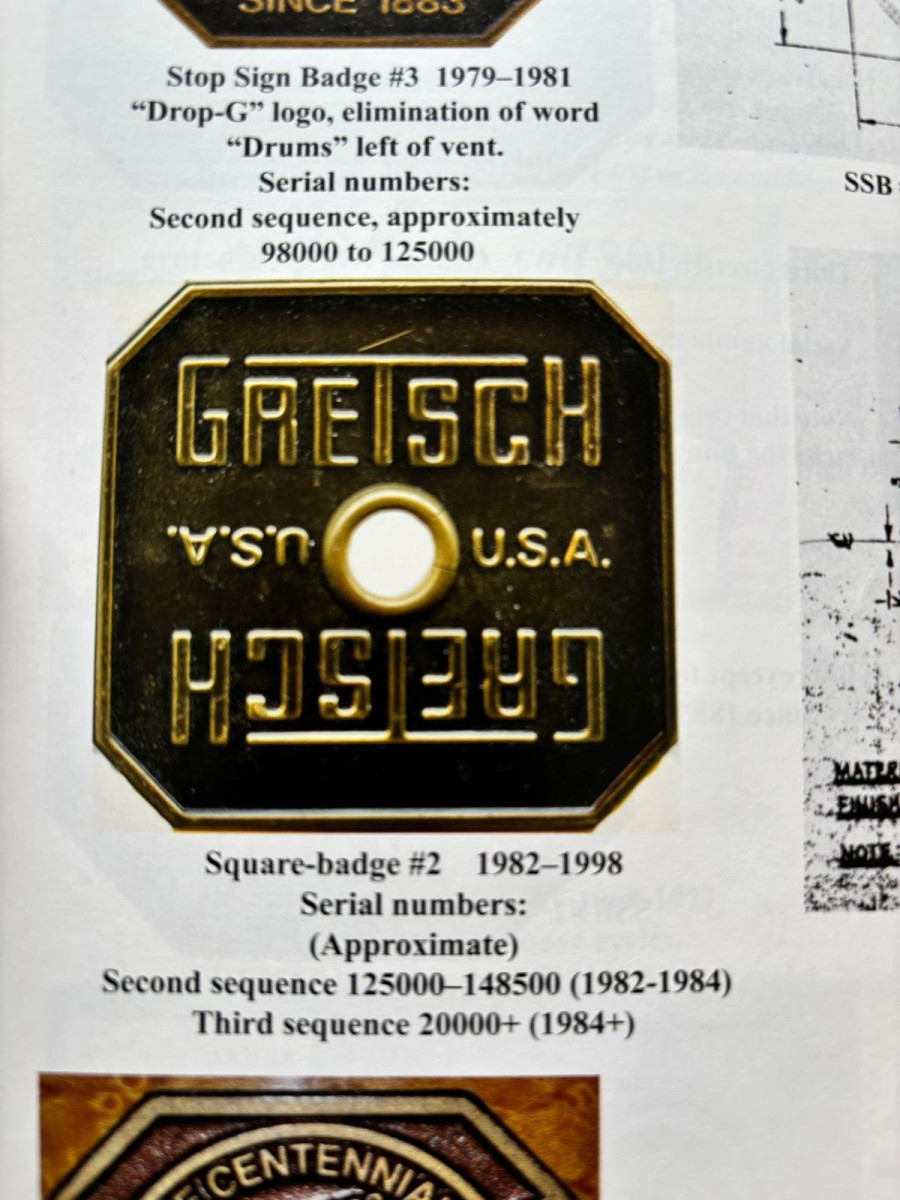 SINCE 1883
Stop Sign Badge #3 1979–1981
“Drop-G” logo, elimination of word
“Drums” left of vent.
Serial numbers:
Second sequence, approximately
98000 to 125000
SSB
GRETSCH
U.S.A. U.S.A.
GRETSCH
Square-badge #2 1982–1998
Serial numbers:
(Approximate)
Second sequence 125000–148500 (1982-1984)
Third sequence 20000+ (1984+)
NOTE
CENTENNIAL